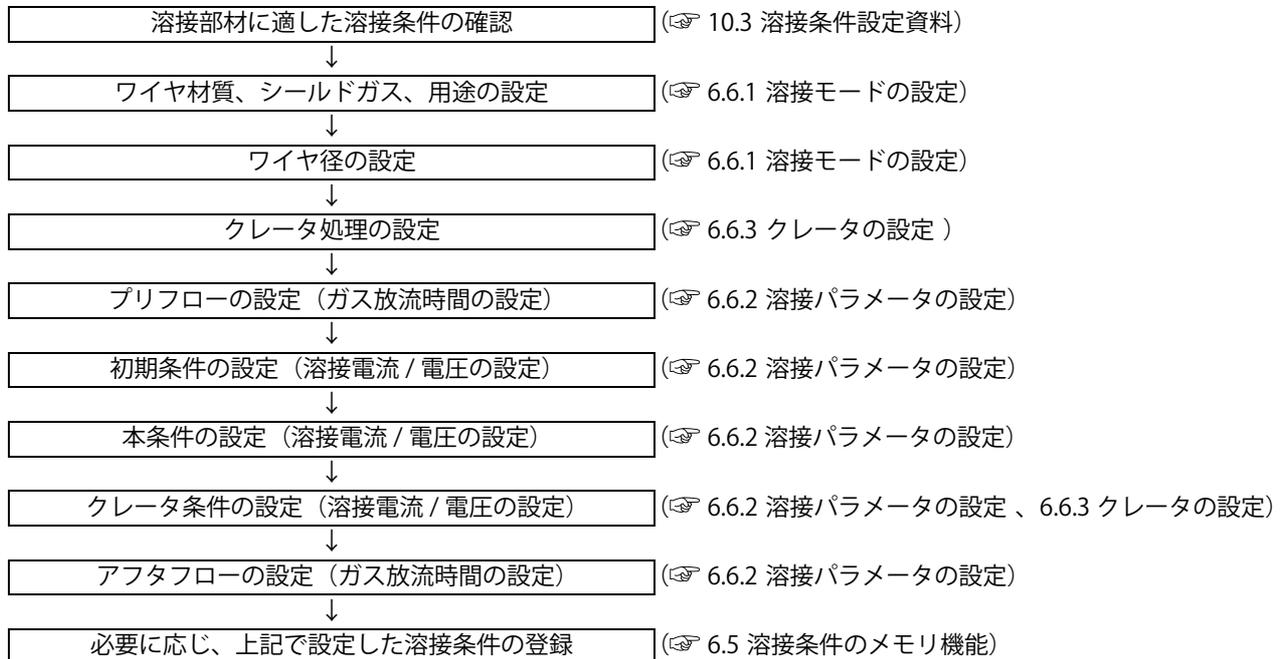 溶接部材に適した溶接条件の確認 (☞ 10.3 溶接条件設定資料)
↓
ワイヤ材質、シールドガス、用途の設定 (☞ 6.6.1 溶接モードの設定)
↓
ワイヤ径の設定 (☞ 6.6.1 溶接モードの設定)
↓
クレータ処理の設定 (☞ 6.6.3 クレータの設定 )
↓
プリフローの設定（ガス放流時間の設定） (☞ 6.6.2 溶接パラメータの設定)
↓
初期条件の設定（溶接電流 / 電圧の設定） (☞ 6.6.2 溶接パラメータの設定)
↓
本条件の設定（溶接電流 / 電圧の設定） (☞ 6.6.2 溶接パラメータの設定)
↓
クレータ条件の設定（溶接電流 / 電圧の設定） (☞ 6.6.2 溶接パラメータの設定 、6.6.3 クレータの設定)
↓
アフタフローの設定（ガス放流時間の設定） (☞ 6.6.2 溶接パラメータの設定)
↓
必要に応じ、上記で設定した溶接条件の登録 (☞ 6.5 溶接条件のメモリ機能)